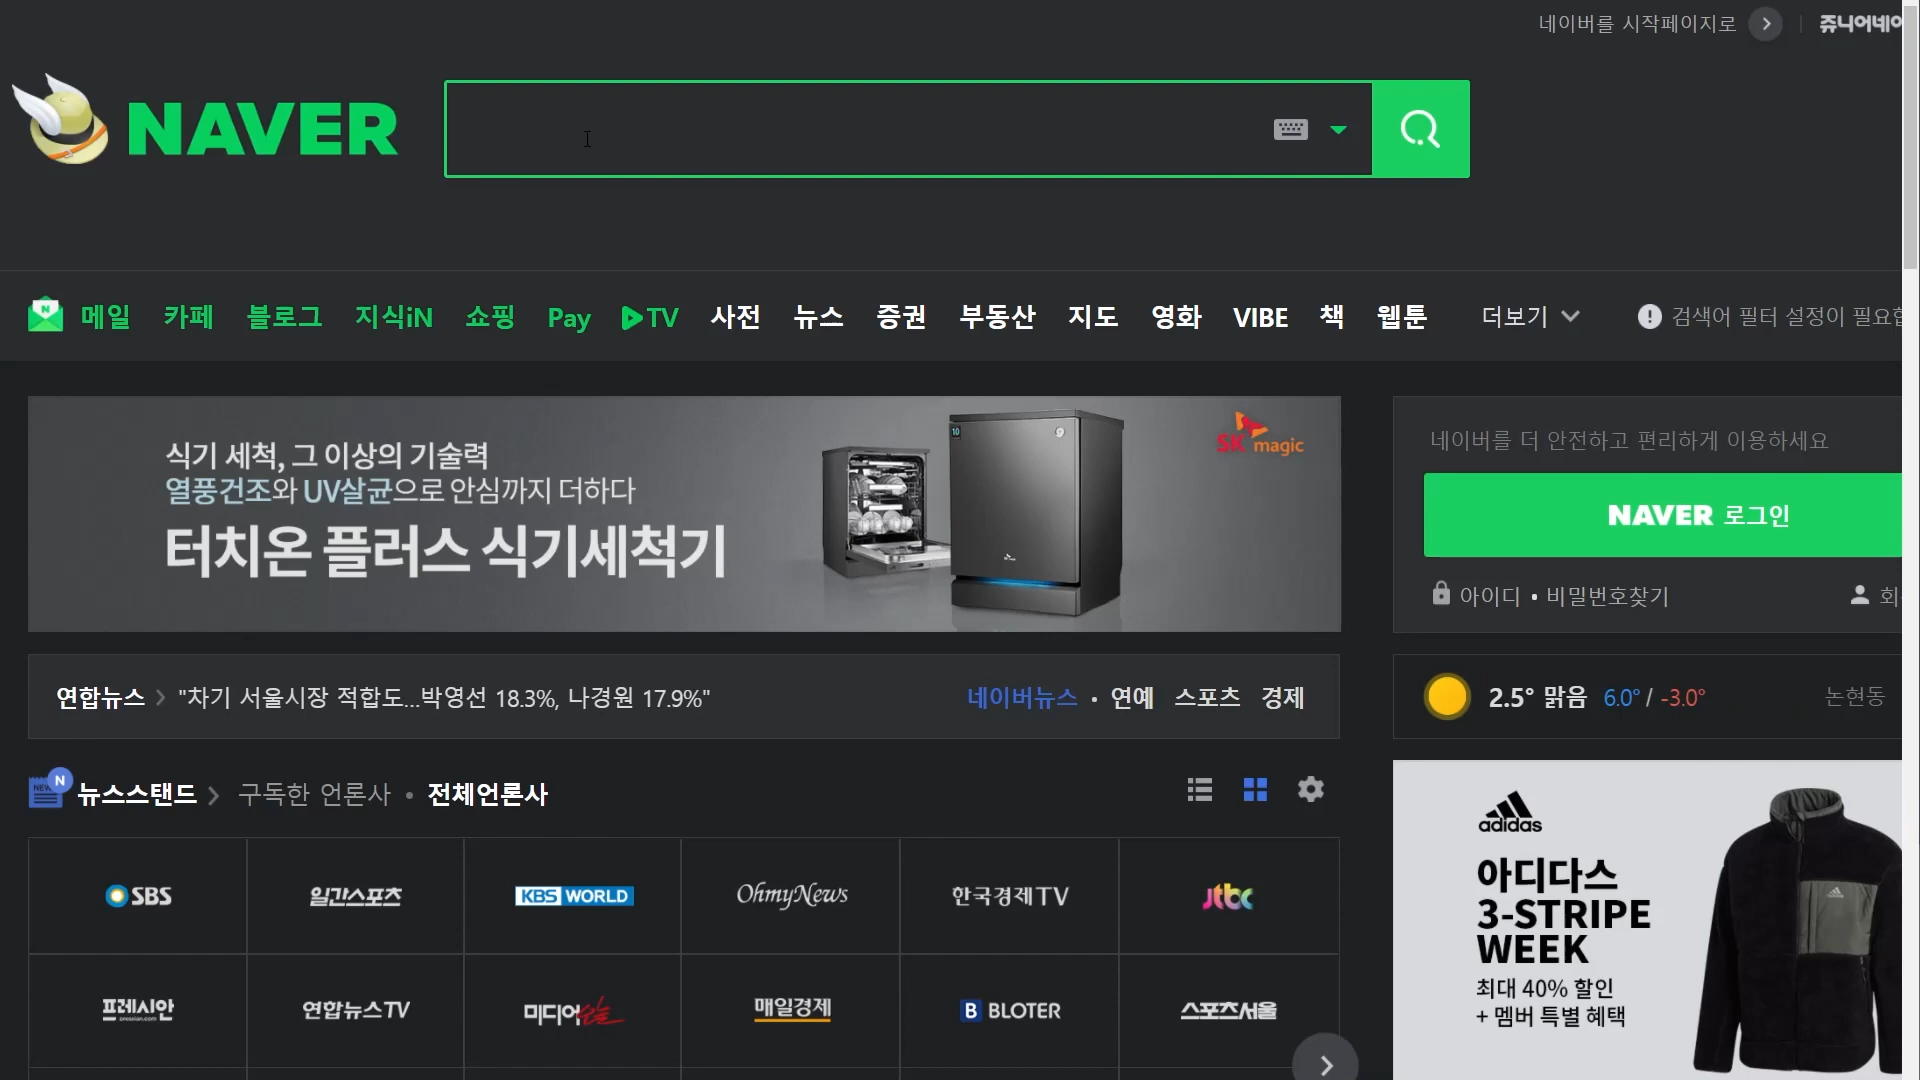 네이버를 시작페이지로
쥬니어네이
NAVER
메일 카페 블로그 지식iN 쇼핑 Pay TV 사전 뉴스 증권 부동산 지도 영화 VIBE 책 웹툰 더보기 검색어 필터 설정이 필요합
식기 세척, 그 이상의 기술력
열풍건조와 UV살균으로 안심까지 더하다
터치온 플러스 식기세척기
SK magic
네이버를 더 안전하고 편리하게 이용하세요
NAVER 로그인
아이디 • 비밀번호찾기
회
연합뉴스 > "차기 서울시장 적합도...박영선 18.3%, 나경원 17.9%"
네이버뉴스 • 연예 스포츠 경제
2.5° 맑음 6.0° / -3.0° 논현동
뉴스스탠드 > 구독한 언론사 • 전체언론사
SBS 일간스포츠 KBS WORLD OhmyNews 한국경제TV jtbc
프레시안 연합뉴스TV 미디어오늘 매일경제 BLOTER 스포츠서울
pressian.com
adidas
아디다스
3-STRIPE
WEEK
최대 40% 할인
+ 멤버 특별 혜택